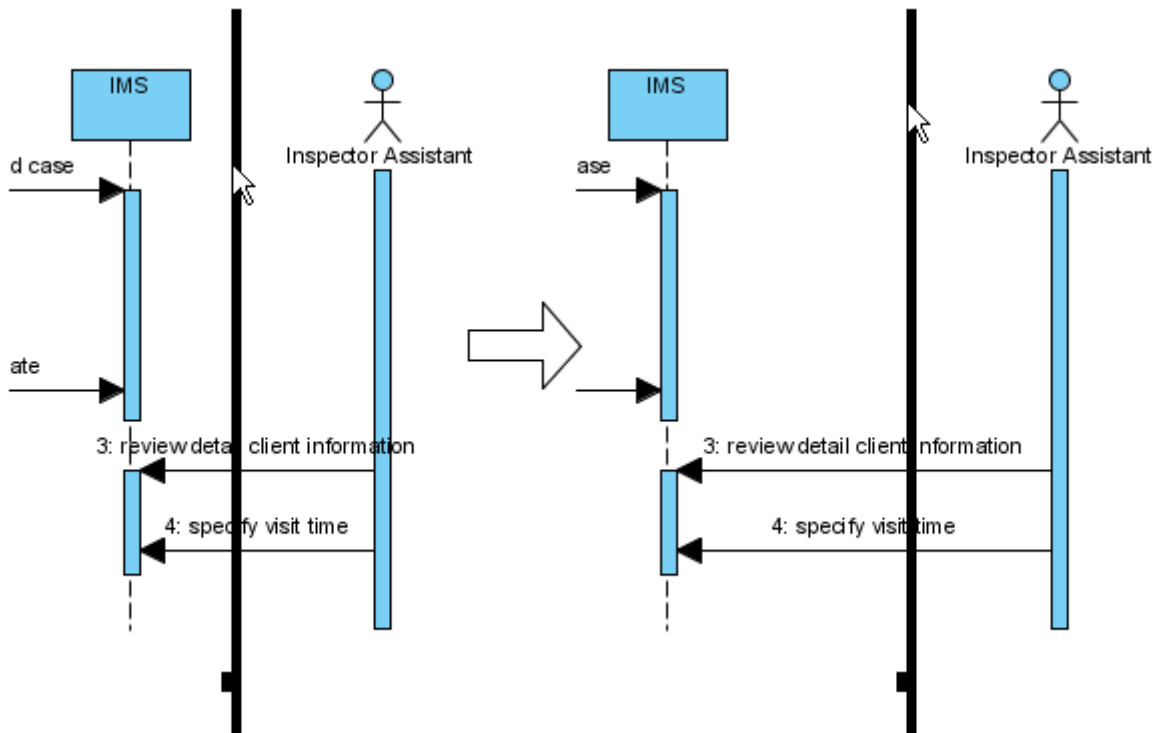 IMS
Inspector Assistant
d case
ate
3: review detail client information
4: specify visit time
IMS
Inspector Assistant
ase
3: review detail client nformation
4: specify visit time